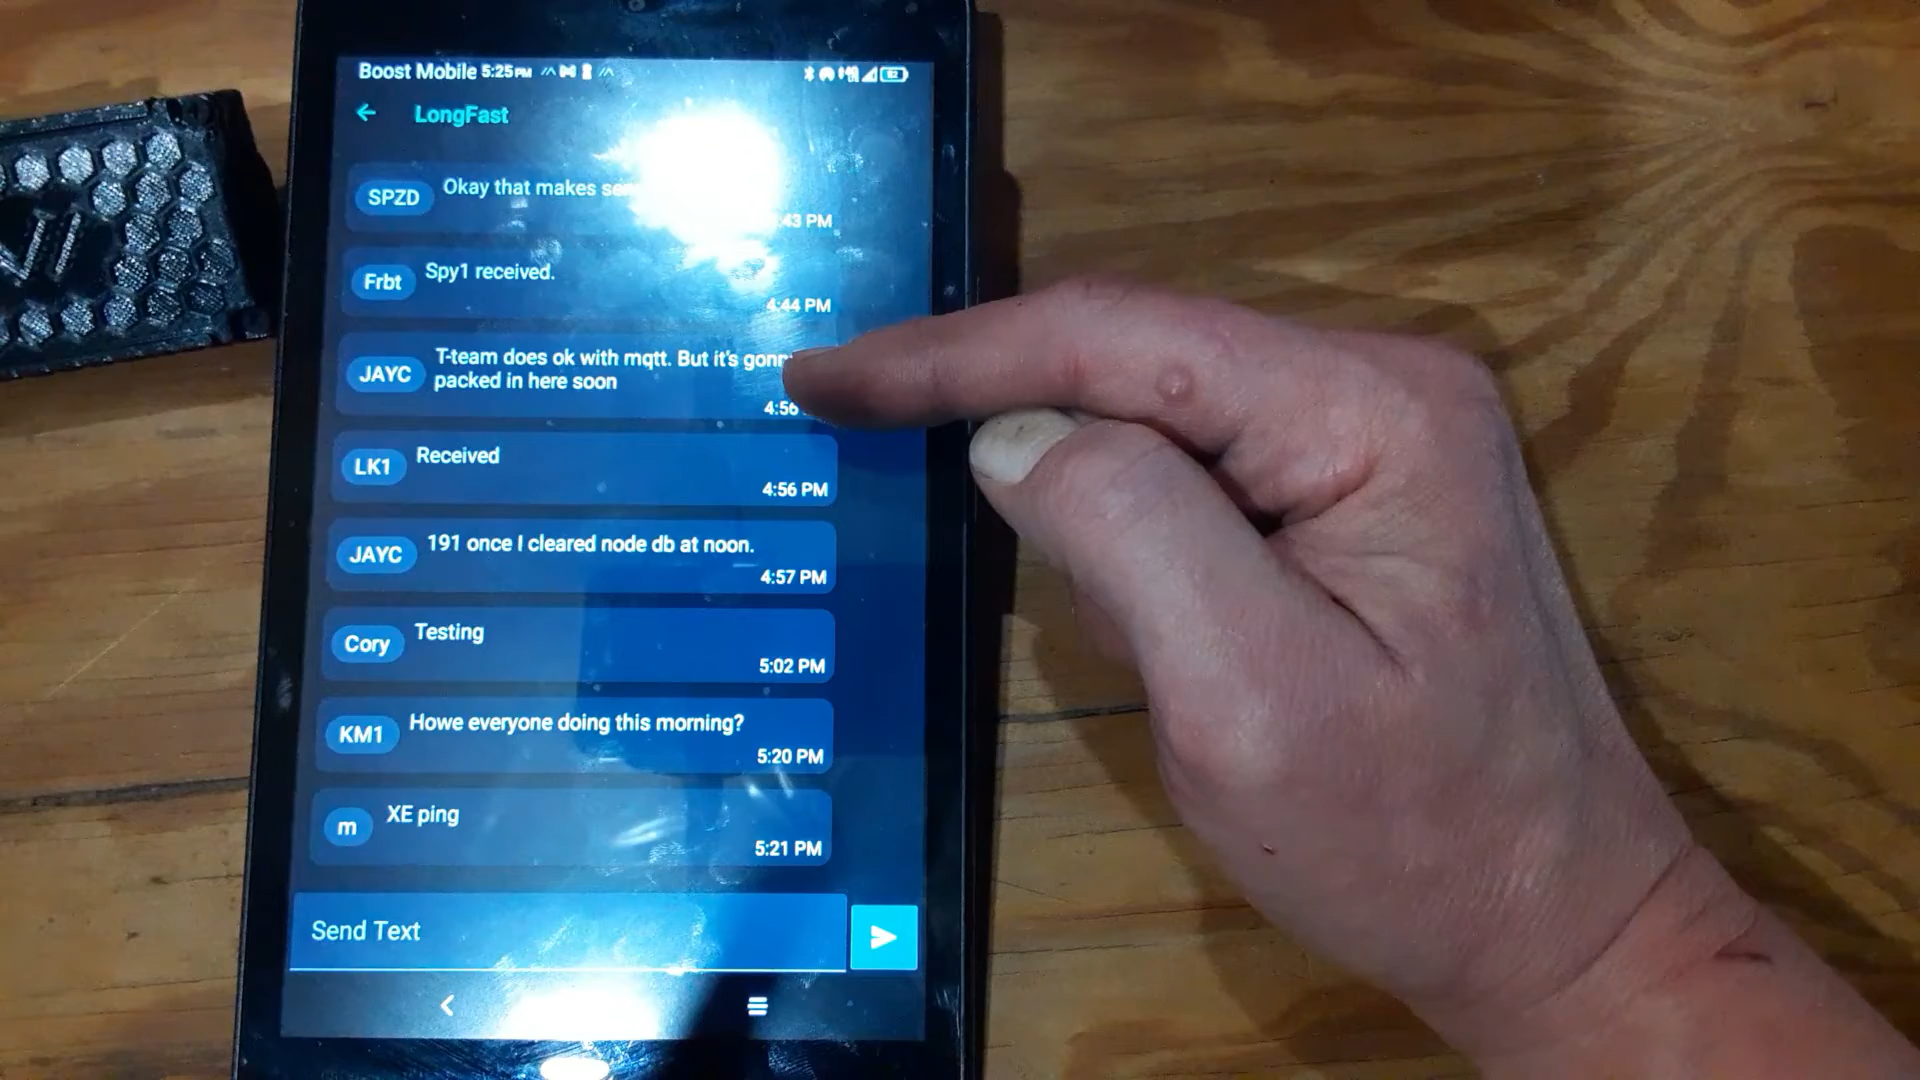 Boost Mobile 5:25PM
LongFast
SPZD Okay that makes
:43 PM
Frbt Spy1 received.
4:44 PM
JAYC T-team does ok with mqtt. But it's
packed in here soon
4:56
LK1 Received
4:56 PM
JAYC 191 once I cleared node db at noon.
4:57 PM
Cory Testing
5:02 PM
KM1 Howe everyone doing this morning?
5:20 PM
m XE ping
5:21 PM
Send Text